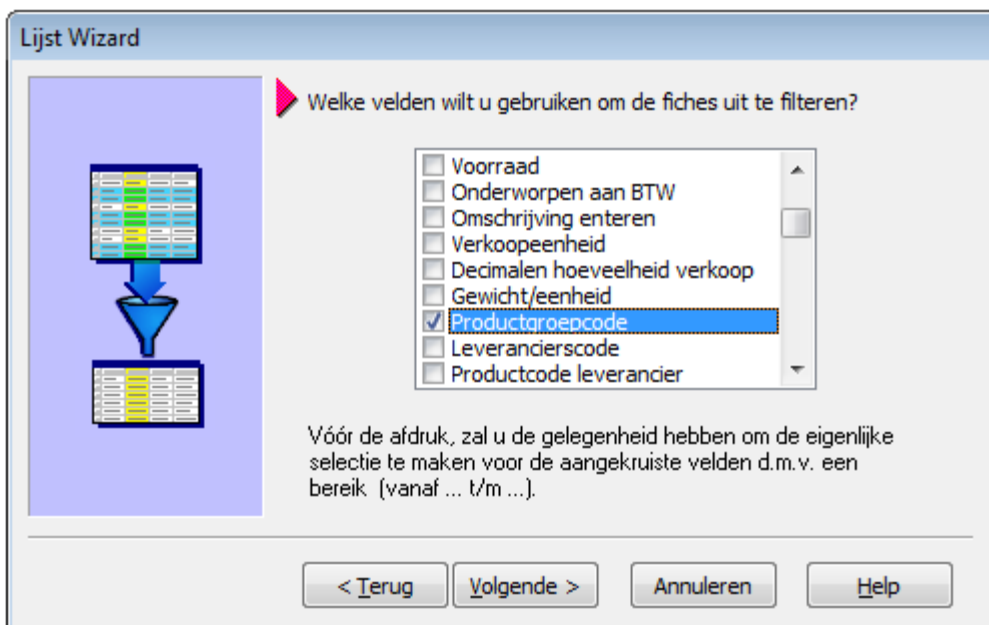 Lijst Wizard
Welke velden wilt u gebruiken om de fiches uit te filteren?
Voorraad
Onderworpen aan BTW
Omschrijving enteren
Verkoopeenheid
Decimalen hoeveelheid verkoop
Gewicht/eenheid
Productgroepcode
Leverancierscode
Productcode leverancier
Vóór de afdruk, zal u de gelegenheid hebben om de eigenlijke
selectie te maken voor de aangekruiste velden d.m.v. een
bereik (vanaf ... t/m ...).
< Terug Volgende > Annuleren Help